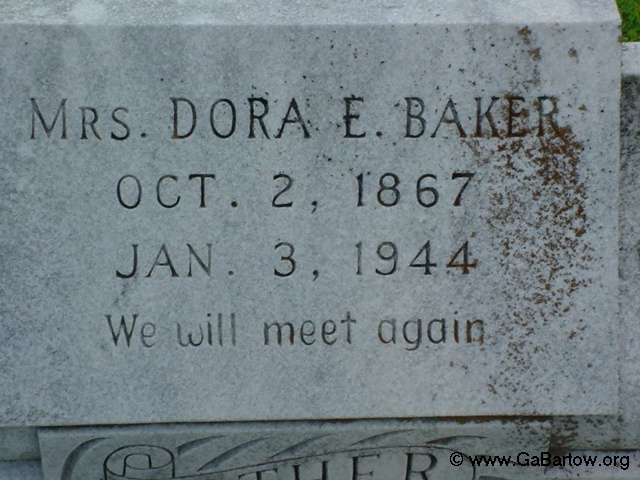 Mrs. DORA E. BAKER
OCT. 2, 1867
JAN. 3, 1944
We will meet again
© www.GaBartow.org